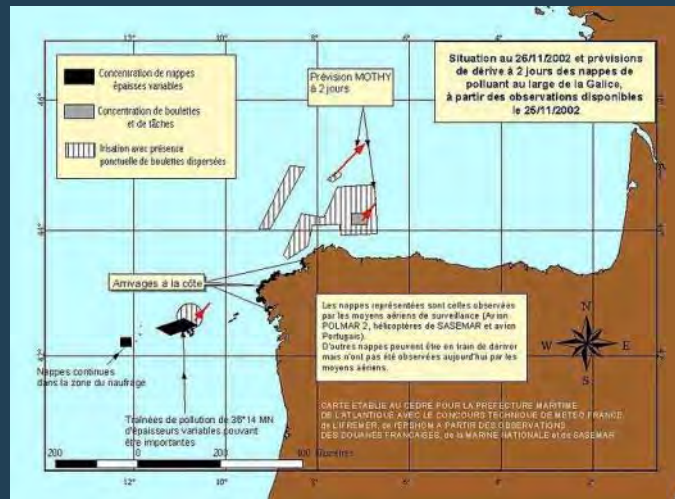 12° 10° 8° 6° 4° 2°
Concentration de nappes
épaisses variables
Concentration de boulettes
et de tâches
Irisation avec présence
ponctuelle de boulettes dispersées
Prévision MOTHY
à 2 jours
Situation au 26/11/2002 et prévisions
de dérive à 2 jours des nappes de
polluant au large de la Galice,
à partir des observations disponibles
le 25/11/2002
Arrivages à la côte
Les nappes représentées sont celles observées
par les moyens aériens de surveillance (Avion
POLMAR 2, hélicoptères de SASEMAR et avion
Portugais).
D'autres nappes peuvent être en train de dériver
mais n'ont pas été observées aujourd'hui par les
moyens aériens.
N
W E
S
Nappes continues
dans la zone du naufrage
Traînées de pollution de 38*14 MN
d'épaisseurs variables pouvant
être importantes
CARTE ETABLIE AU CEDRE POUR LA PREFECTURE MARITIME
DE L'ATLANTIQUE AVEC LE CONCOURS TECHNIQUE DE METEO FRANCE,
de L'IFREMER, de l'EPSHOM A PARTIR DES OBSERVATIONS
DES DOUANES FRANCAISES, de la MARINE NATIONALE et de SASEMAR
200 0 200 400
12° 10° 8° 6° 4° 2°